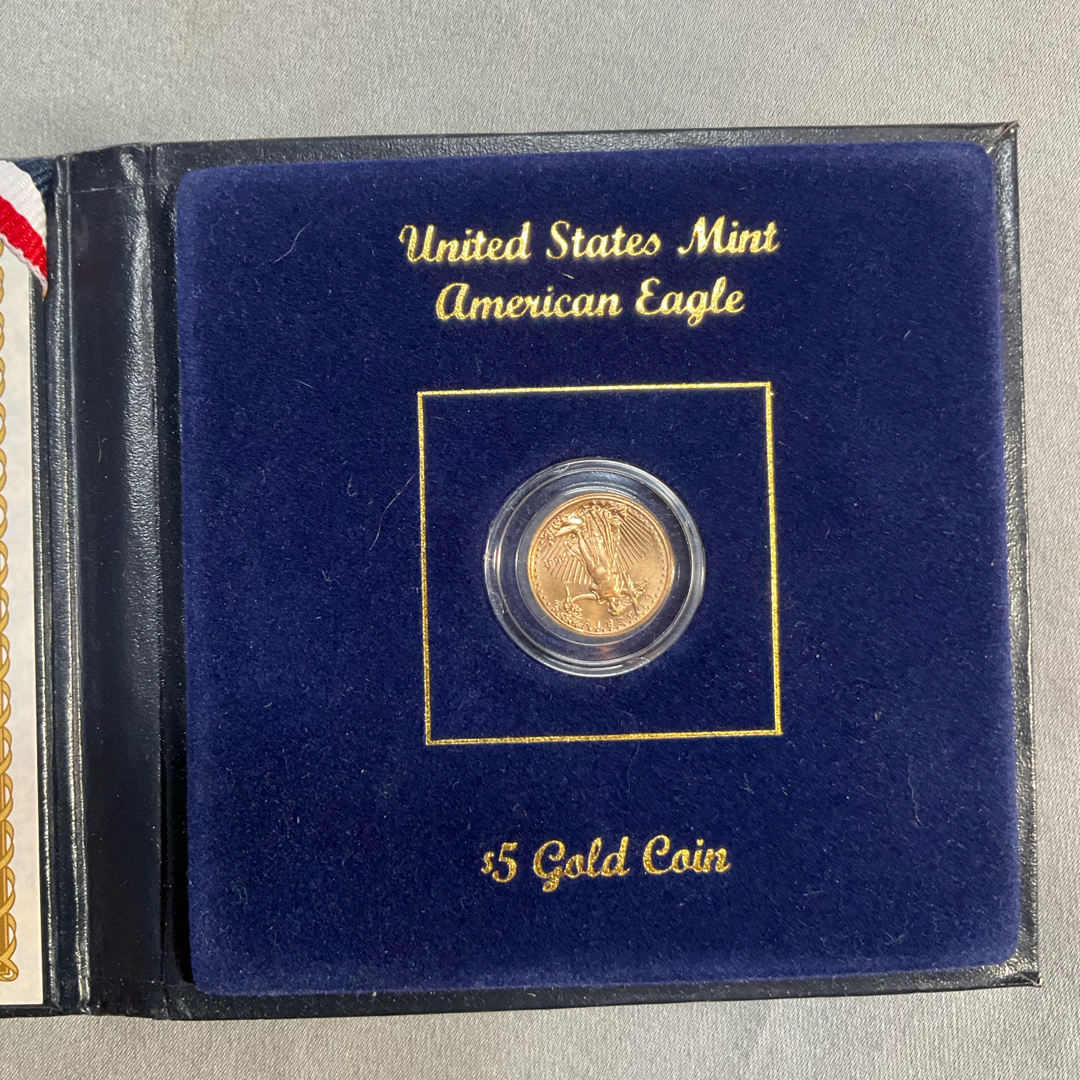 United States Mint
American Eagle
$5 Gold Coin